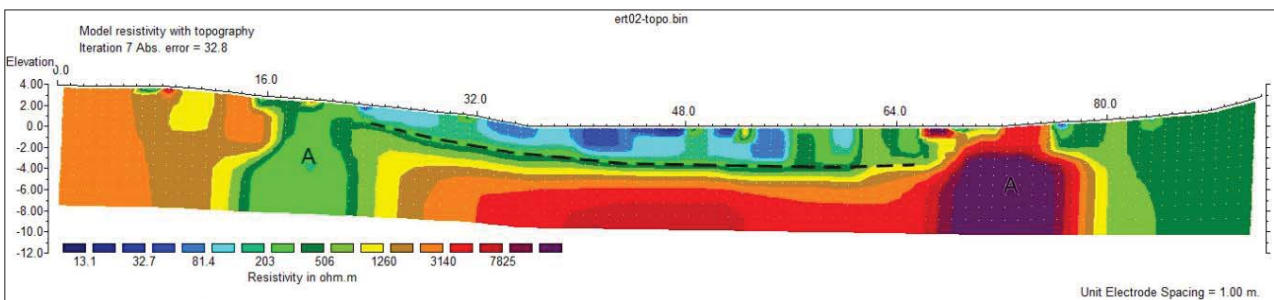 ert02-topo.bin
Model resistivity with topography
Iteration 7 Abs. error = 32.8
Elevation
0.0
16.0
32.0
48.0
64.0
80.0
4.00
2.00
0.0
-2.00
-4.00
-6.00
-8.00
-10.0
-12.0
A
A
13.1 32.7 81.4 203 506 1260 3140 7825
Resistivity in ohm.m
Unit Electrode Spacing = 1.00 m.